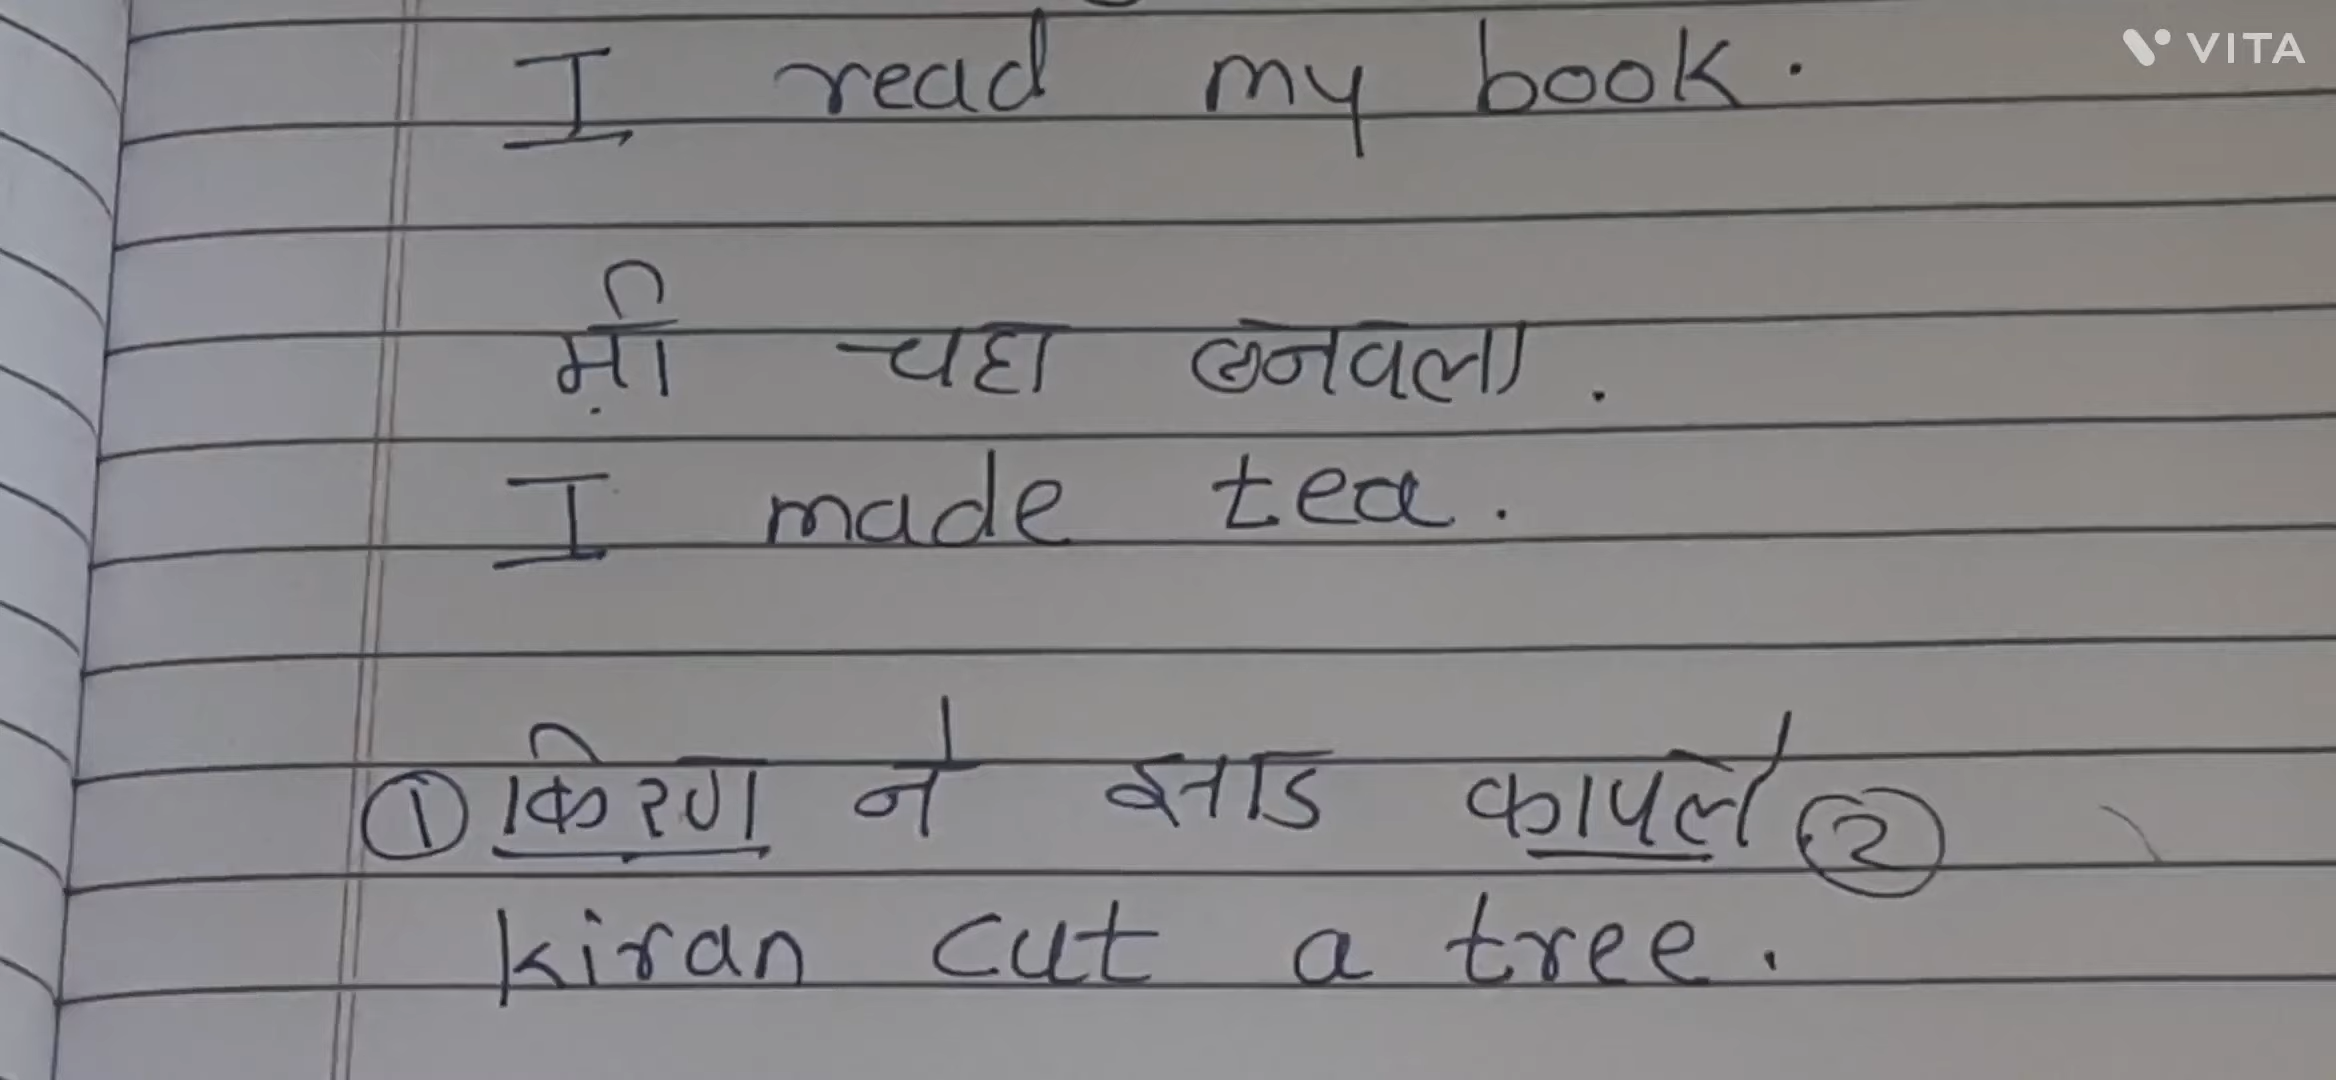 VITA
I read my book.
मी चहा बनवला.
I made tea.
① किरण ने झाड कापले ②
kiran cut a tree.